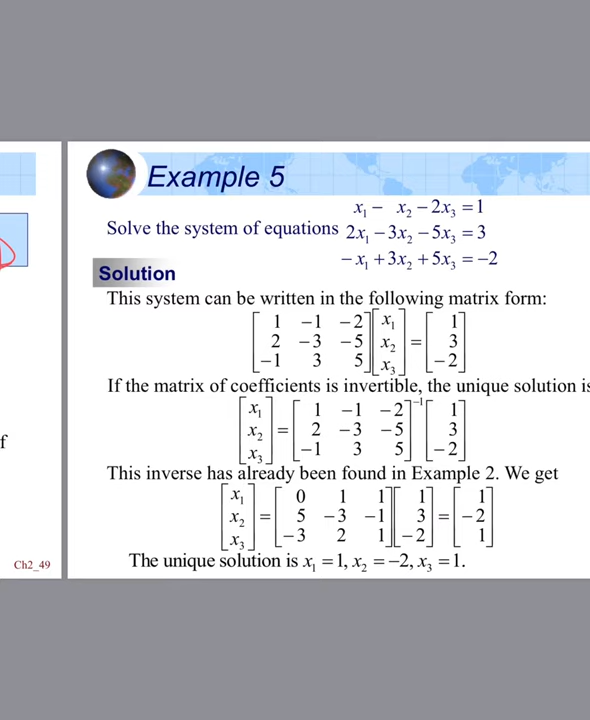 Example 5
Solve the system of equations
x₁ − x₂ − 2x₃ = 1
2x₁ − 3x₂ − 5x₃ = 3
−x₁ + 3x₂ + 5x₃ = −2
Solution
This system can be written in the following matrix form:
[1 −1 −2] [x₁] [1]
[2 −3 −5] [x₂] = [3]
[−1 3 5] [x₃] [−2]
If the matrix of coefficients is invertible, the unique solution is
[x₁] [1 −1 −2]⁻¹ [1]
[x₂] = [2 −3 −5] [3]
[x₃] [−1 3 5] [−2]
This inverse has already been found in Example 2. We get
[x₁] [0 1 1] [1] [1]
[x₂] = [5 −3 −1] [3] = [−2]
[x₃] [−3 2 1] [−2] [1]
The unique solution is x₁ = 1, x₂ = −2, x₃ = 1.
f
Ch2_49